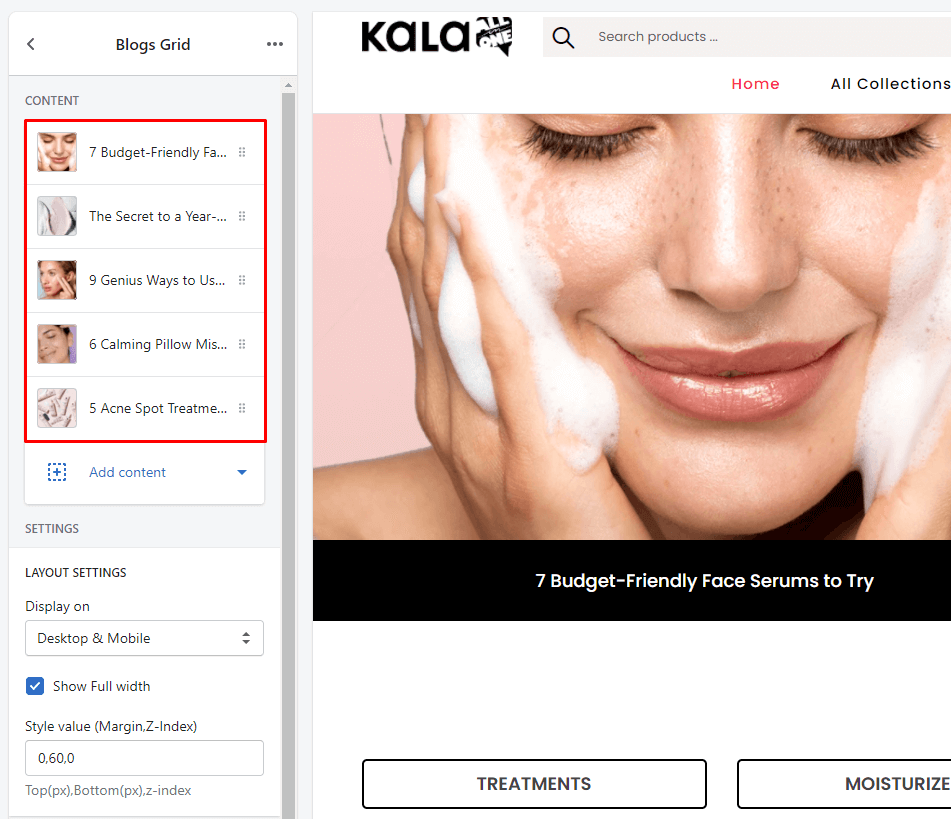 Blogs Grid
CONTENT
7 Budget-Friendly Fa...
The Secret to a Year-...
9 Genius Ways to Us...
6 Calming Pillow Mis...
5 Acne Spot Treatme...
Add content
SETTINGS
LAYOUT SETTINGS
Display on
Desktop & Mobile
Show Full width
Style value (Margin,Z-Index)
0,60,0
Top(px),Bottom(px),z-index
KALA ALL ONE
Search products ...
Home All Collections
7 Budget-Friendly Face Serums to Try
TREATMENTS MOISTURIZE